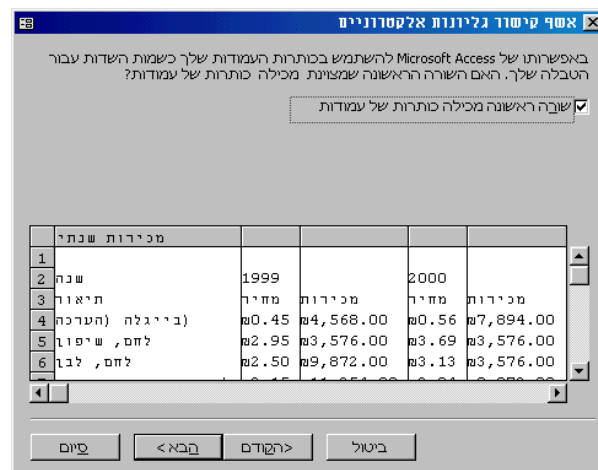 אשף קישור גליונות אלקטרוניים
באפשרותו של Microsoft Access להשתמש בכותרות העמודות שלך כשמות השדות עבור
הטבלה שלך. האם השורה הראשונה שמצוינת מכילה כותרות של עמודות?
שורה ראשונה מכילה כותרות של עמודות
מכירות שנתי
1
2 שנה 1999 2000
3 תיאור מחיר מכירות מחיר מכירות
4 בייגלה (הערכה) ₪0.45 ₪4,568.00 ₪0.56 ₪7,894.00
5 לחם, שיפון ₪2.95 ₪3,576.00 ₪3.69 ₪3,576.00
6 לחם, לבן ₪2.50 ₪9,872.00 ₪3.13 ₪3,576.00
ביטול <הקודם הבא> סיום